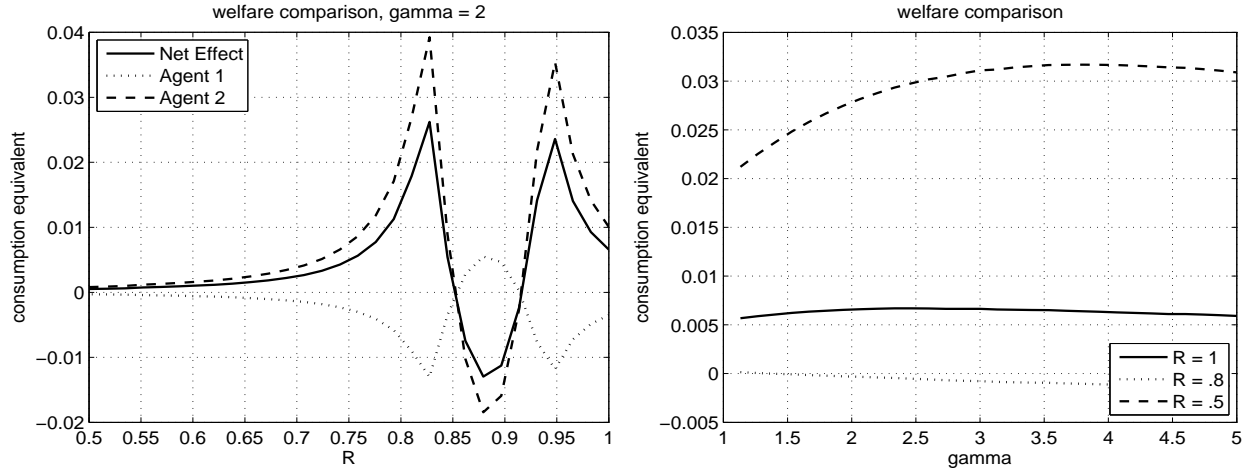 welfare comparison, gamma = 2
consumption equivalent
0.04
0.03
0.02
0.01
0
−0.01
−0.02
Net Effect
Agent 1
Agent 2
0.5 0.55 0.6 0.65 0.7 0.75 0.8 0.85 0.9 0.95 1
R
welfare comparison
consumption equivalent
0.035
0.03
0.025
0.02
0.015
0.01
0.005
0
−0.005
R = 1
R = .8
R = .5
1 1.5 2 2.5 3 3.5 4 4.5 5
gamma